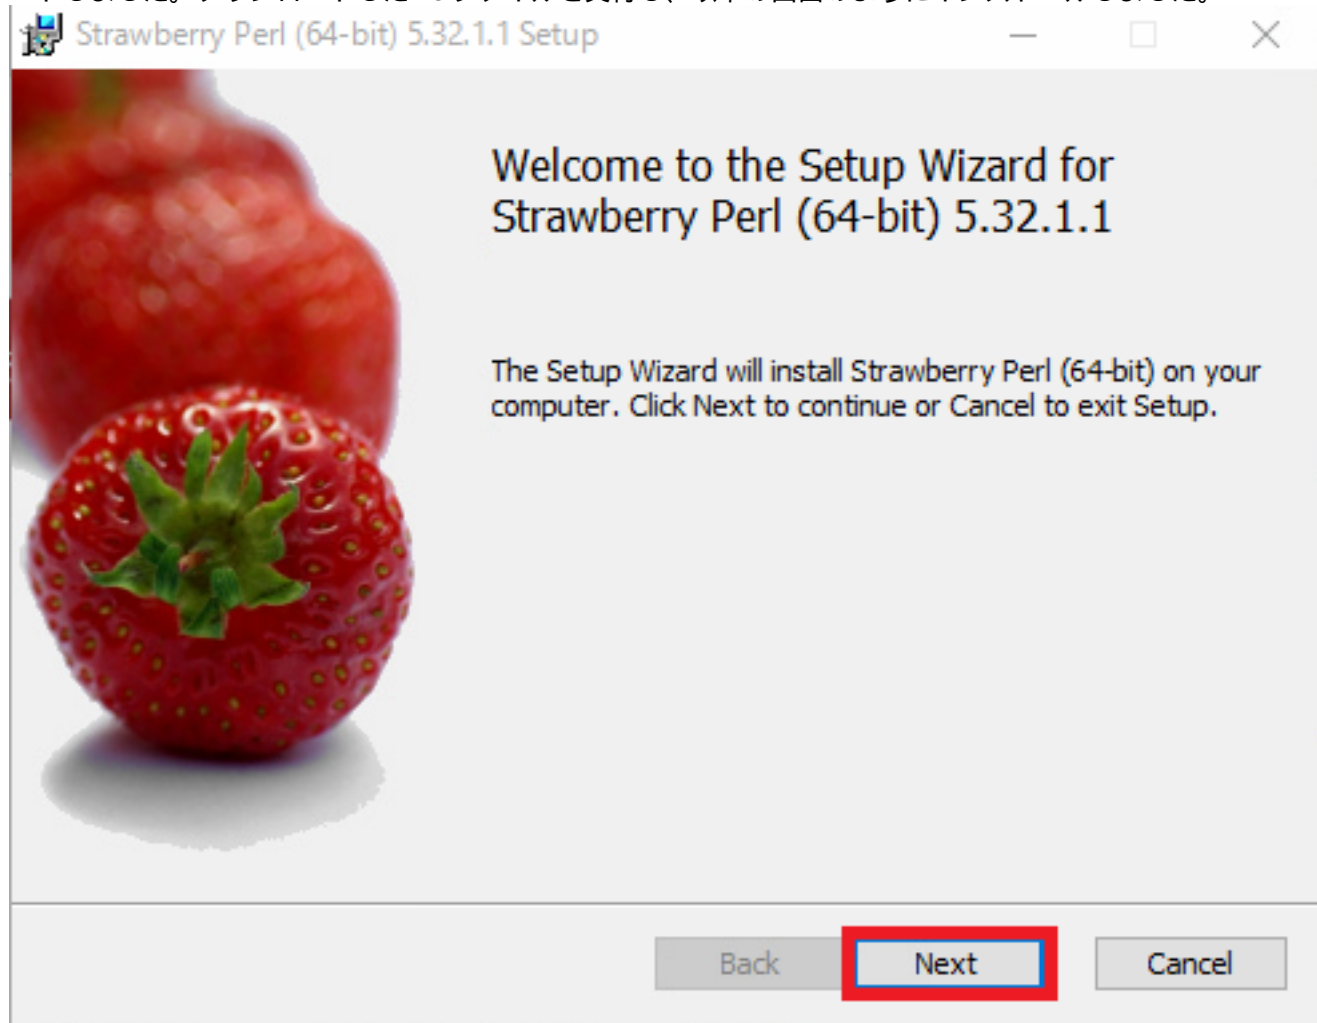 Strawberry Perl (64-bit) 5.32.1.1 Setup
Welcome to the Setup Wizard for
Strawberry Perl (64-bit) 5.32.1.1
The Setup Wizard will install Strawberry Perl (64-bit) on your
computer. Click Next to continue or Cancel to exit Setup.
Back
Next
Cancel